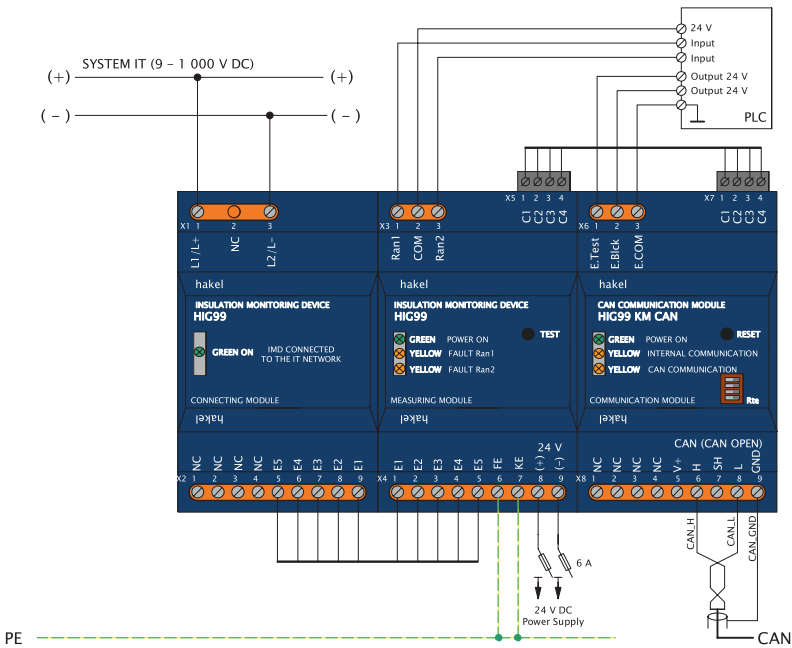 24 V
Input
Input
Output 24 V
Output 24 V
PLC
SYSTEM IT (9 – 1 000 V DC)
(+) (+)
(–) (–)
X5 1 2 3 4
X7 1 2 3 4
C1 C2 C3 C4
C1 C2 C3 C4
X1 1 2 3
L1/L+ NC L2/L-
X3 1 2 3
Ran1 COM Ran2
X6 1 2 3
E.Test E.Blck E.COM
hakel
INSULATION MONITORING DEVICE
HIG99
GREEN ON
IMD CONNECTED
TO THE IT NETWORK
CONNECTING MODULE
hakel
hakel
INSULATION MONITORING DEVICE
HIG99
GREEN POWER ON
YELLOW FAULT Ran1
YELLOW FAULT Ran2
TEST
MEASURING MODULE
hakel
hakel
CAN COMMUNICATION MODULE
HIG99 KM CAN
GREEN POWER ON
YELLOW INTERNAL COMMUNICATION
YELLOW CAN COMMUNICATION
RESET
COMMUNICATION MODULE
Rte
hakel
NC NC NC NC E5 E4 E3 E2 E1
X2 1 2 3 4 5 6 7 8 9
24 V
E1 E2 E3 E4 E5 FE KE (+) (-)
X4 1 2 3 4 5 6 7 8 9
CAN (CAN OPEN)
NC NC NC NC V+ H SH L GND
X8 1 2 3 4 5 6 7 8 9
CAN_H
CAN_L
CAN_GND
6 A
24 V DC
Power Supply
PE
CAN